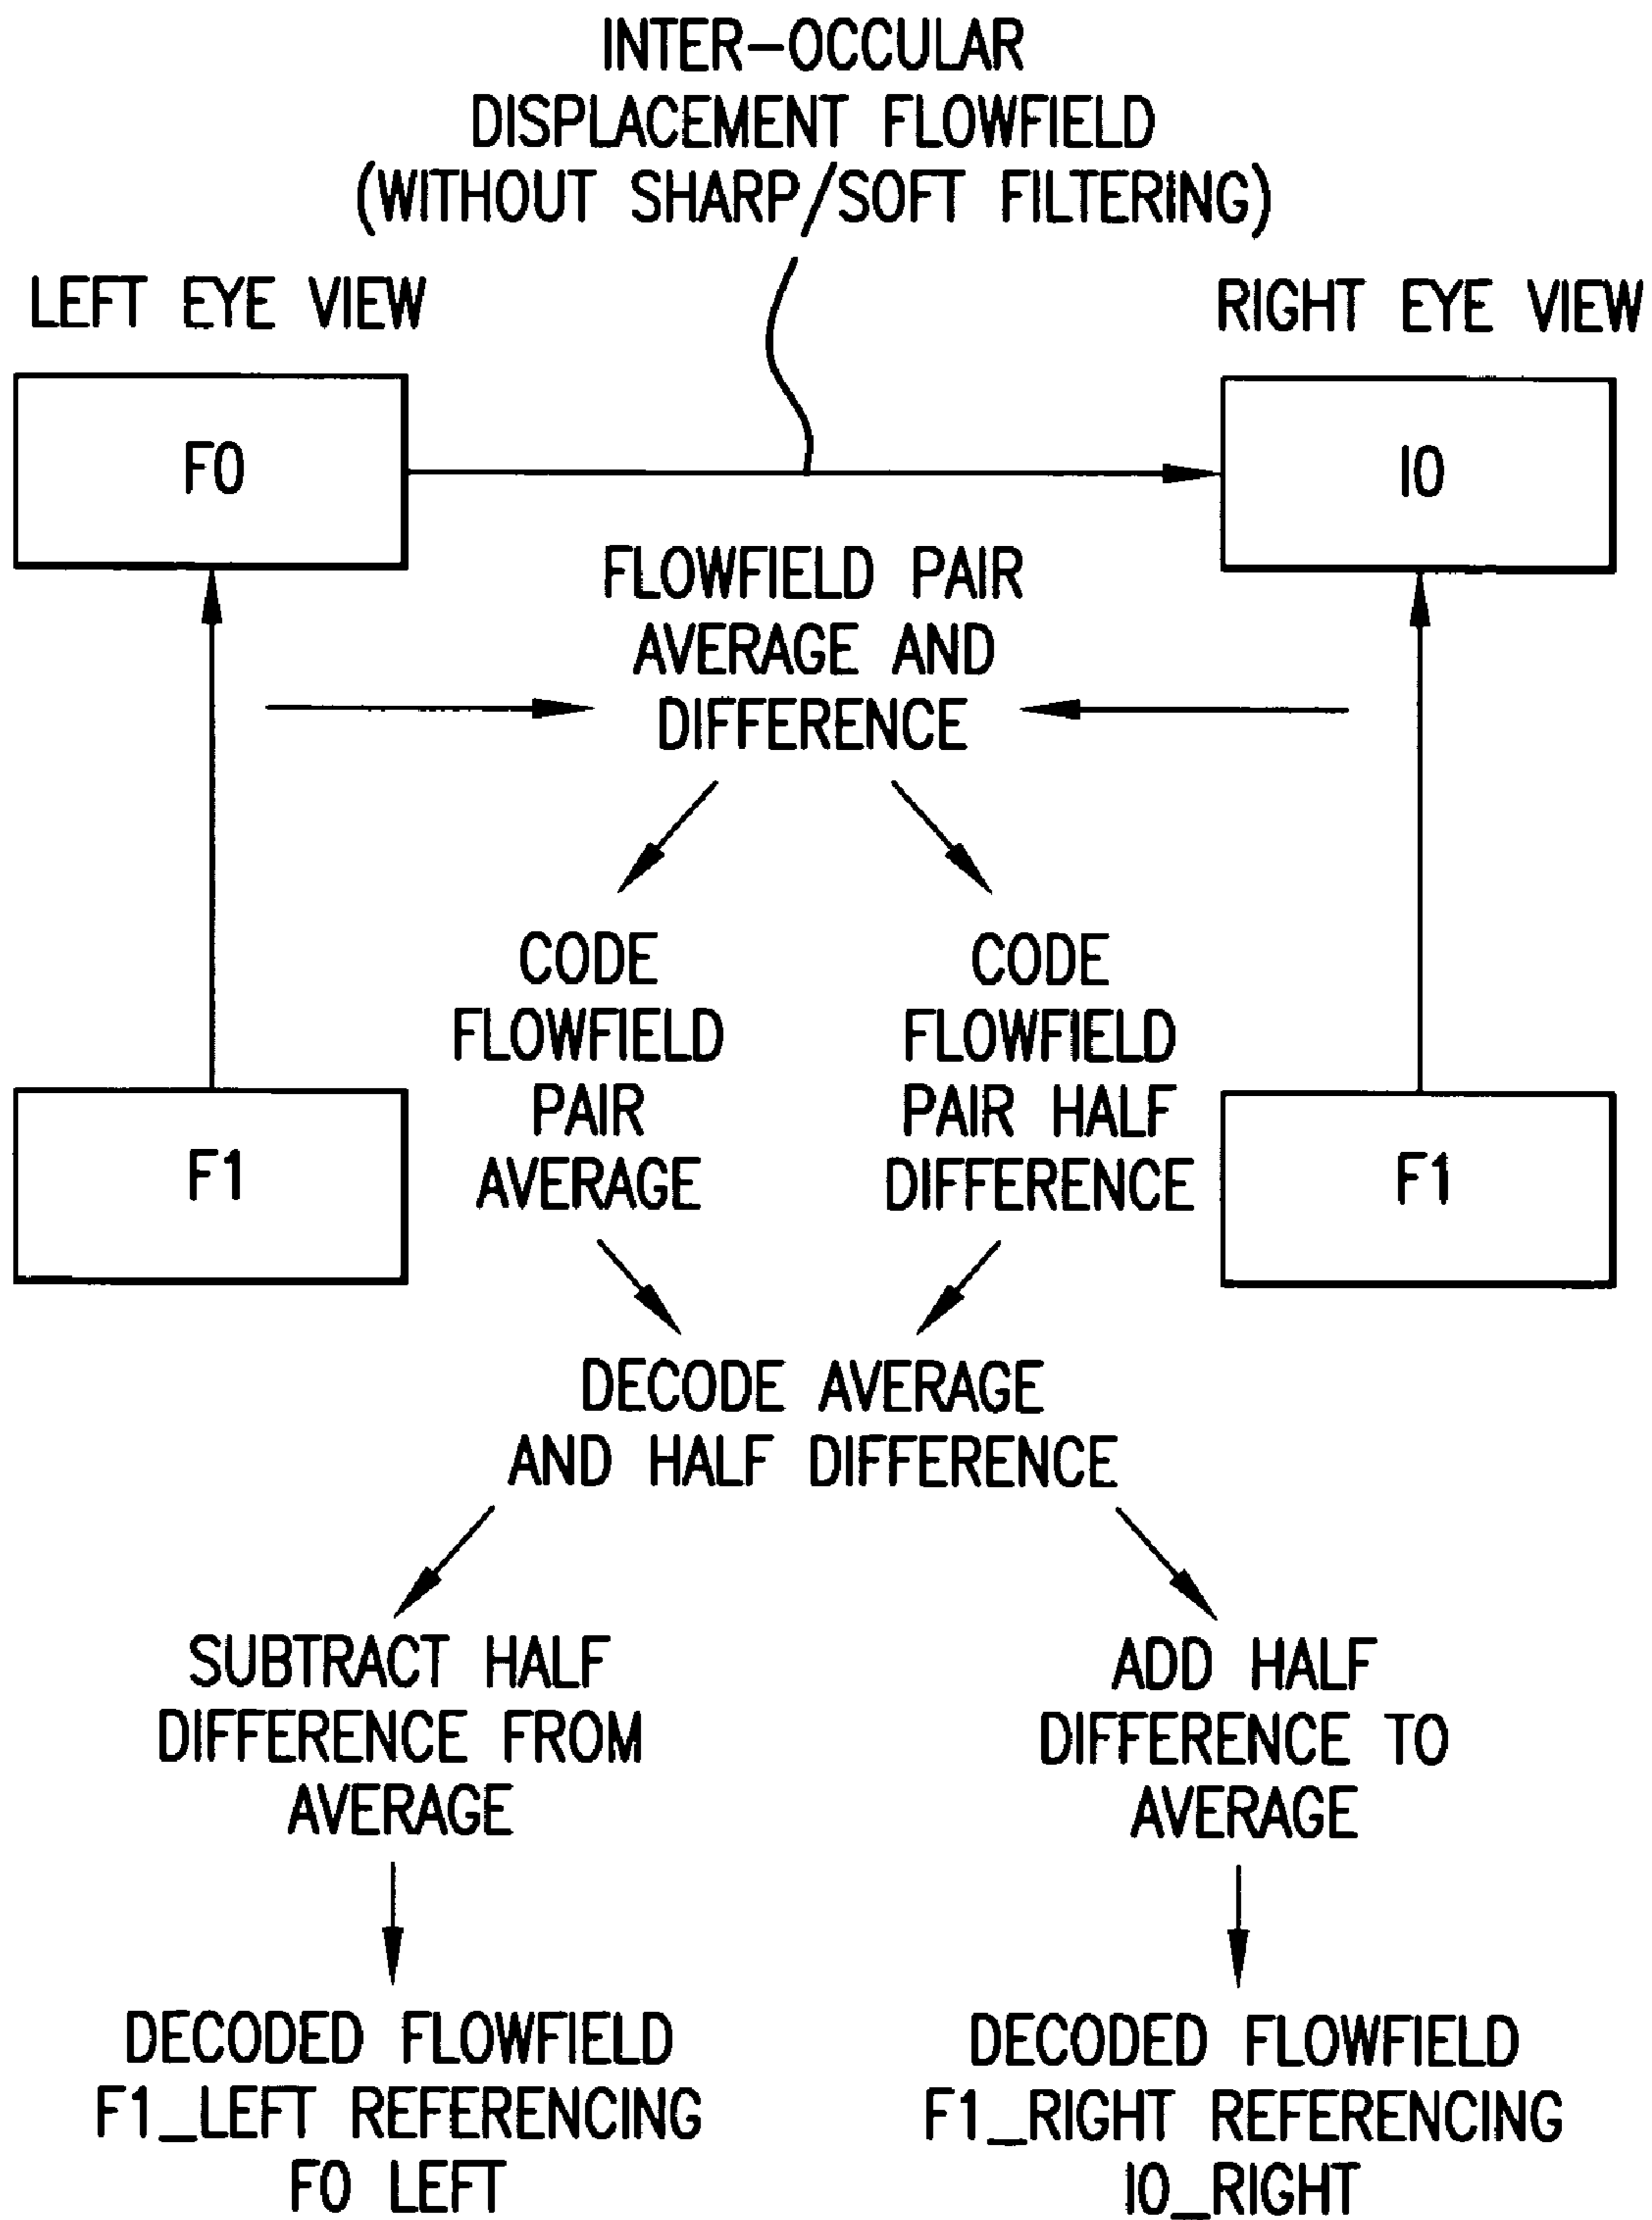 INTER-OCCULAR
DISPLACEMENT FLOWFIELD
(WITHOUT SHARP/SOFT FILTERING)
LEFT EYE VIEW
RIGHT EYE VIEW
F0
I0
FLOWFIELD PAIR
AVERAGE AND
DIFFERENCE
CODE
FLOWFIELD
PAIR
AVERAGE
CODE
FLOWFIELD
PAIR HALF
DIFFERENCE
F1
F1
DECODE AVERAGE
AND HALF DIFFERENCE
SUBTRACT HALF
DIFFERENCE FROM
AVERAGE
ADD HALF
DIFFERENCE TO
AVERAGE
DECODED FLOWFIELD
F1_LEFT REFERENCING
F0 LEFT
DECODED FLOWFIELD
F1_RIGHT REFERENCING
I0_RIGHT